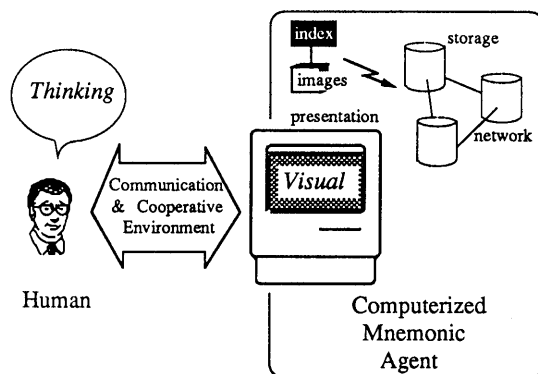 index
images
storage
network
presentation
Thinking
Communication
& Cooperative
Environment
Visual
Human
Computerized
Mnemonic
Agent